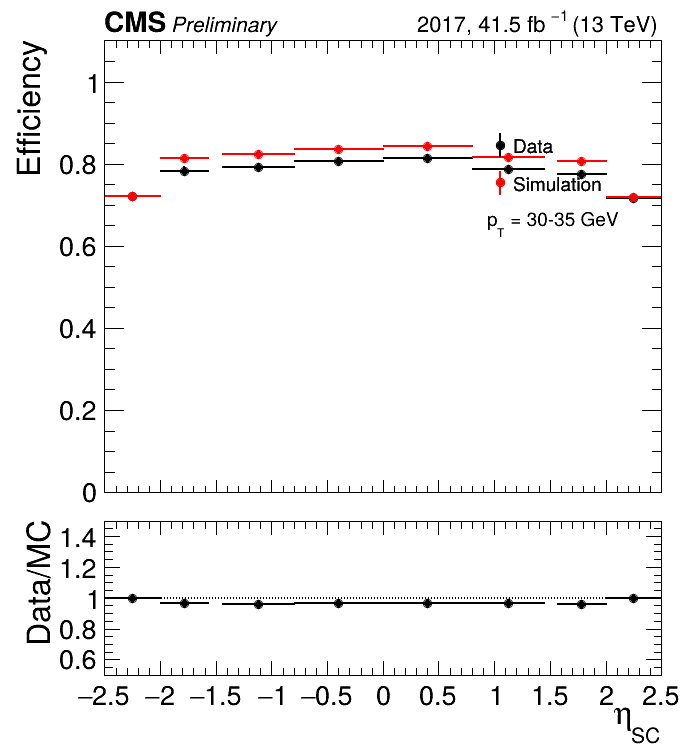 CMS Preliminary 2017, 41.5 fb⁻¹ (13 TeV)
Efficiency
1
0.8
0.6
0.4
0.2
0
Data
Simulation
p_T = 30-35 GeV
Data/MC
1.4
1.2
1
0.8
0.6
−2.5 −2 −1.5 −1 −0.5 0 0.5 1 1.5 2 2.5
η_SC